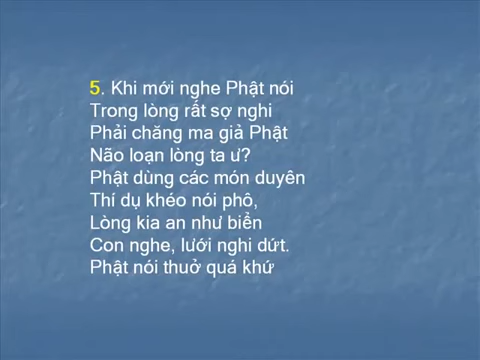 5. Khi mới nghe Phật nói
Trong lòng rất sợ nghi
Phải chăng ma giả Phật
Não loạn lòng ta ư?
Phật dùng các món duyên
Thí dụ khéo nói phô,
Lòng kia an như biển
Con nghe, lưới nghi dứt.
Phật nói thuở quá khứ